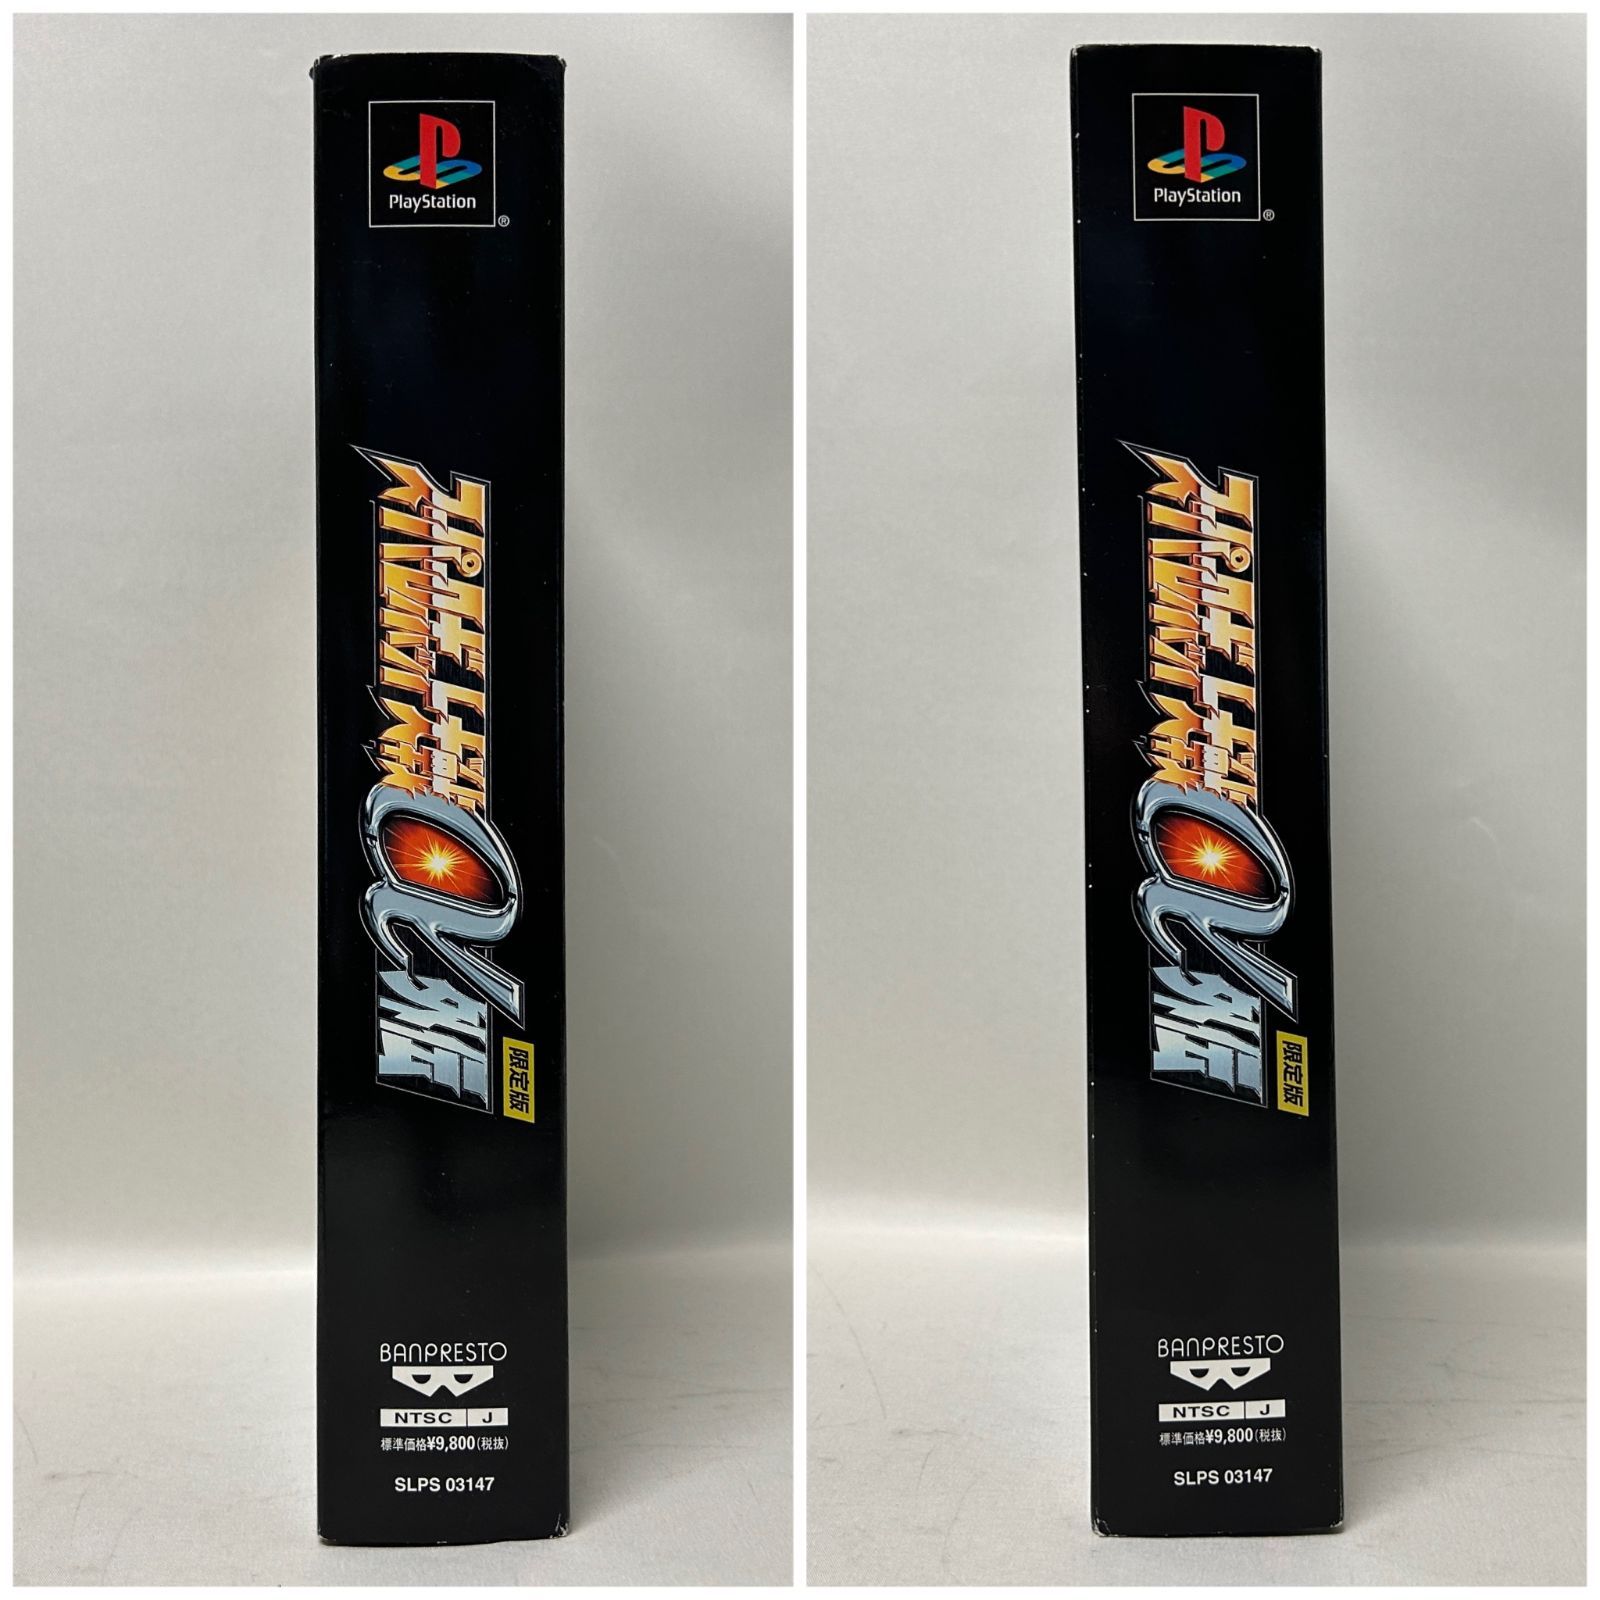 PlayStation
®
スーパーロボット大戦α外伝
限定版
BANPRESTO
NTSC J
標準価格¥9,800(税抜)
SLPS 03147
PlayStation
®
スーパーロボット大戦α外伝
限定版
BANPRESTO
NTSC J
標準価格¥9,800(税抜)
SLPS 03147